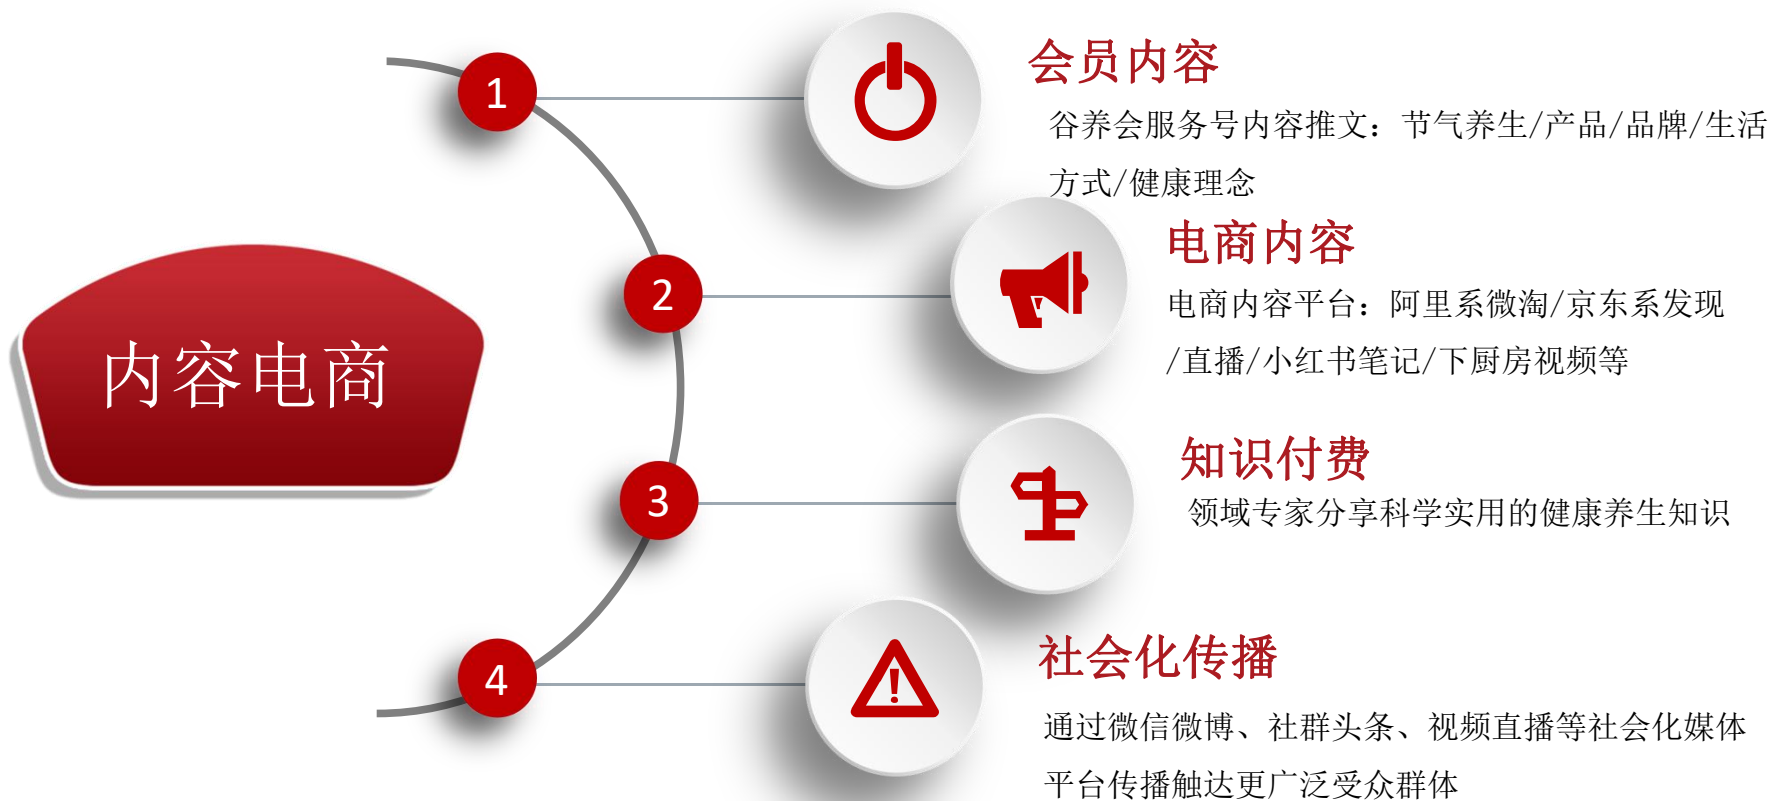 内容电商
1
会员内容
谷养会服务号内容推文：节气养生/产品/品牌/生活
方式/健康理念
2
电商内容
电商内容平台：阿里系微淘/京东系发现
/直播/小红书笔记/下厨房视频等
3
知识付费
领域专家分享科学实用的健康养生知识
4
社会化传播
通过微信微博、社群头条、视频直播等社会化媒体
平台传播触达更广泛受众群体